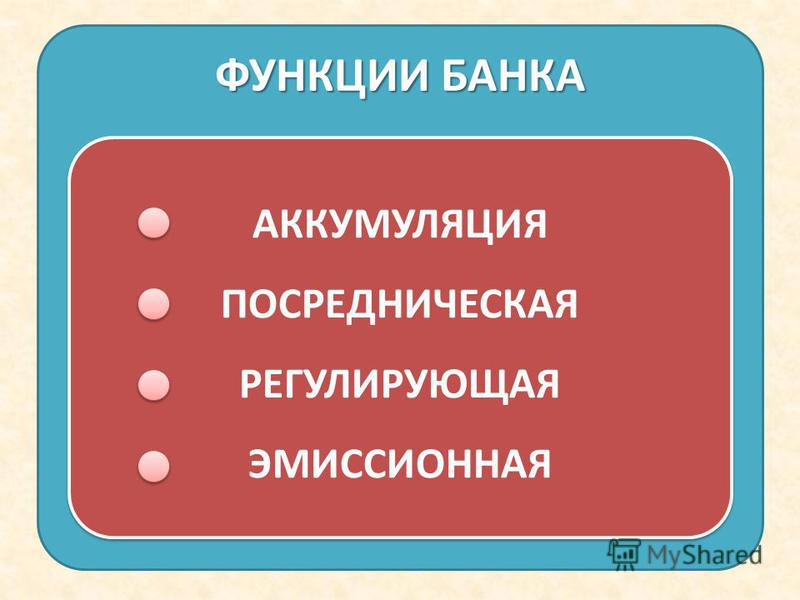 ФУНКЦИИ БАНКА
АККУМУЛЯЦИЯ
ПОСРЕДНИЧЕСКАЯ
РЕГУЛИРУЮЩАЯ
ЭМИССИОННАЯ
MyShared